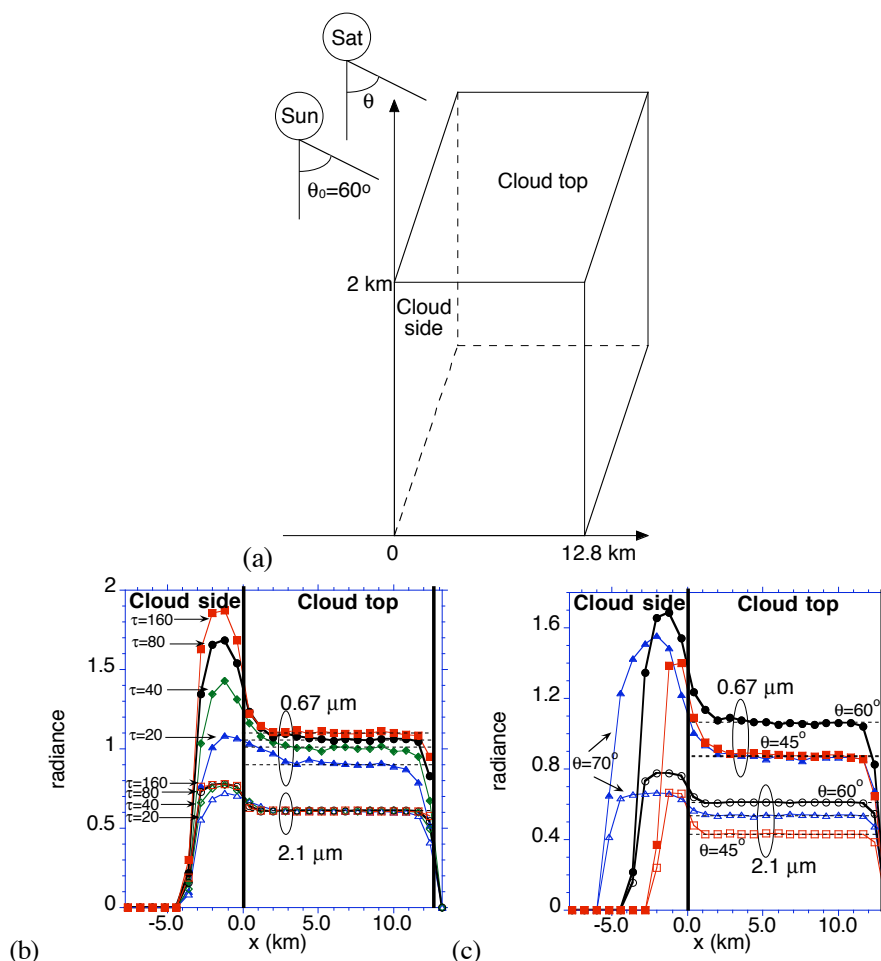 Sat
θ
Sun
θ₀=60°
Cloud top
2 km
Cloud side
(a)
0
12.8 km
Cloud side
Cloud top
2
1.5
1
0.5
0
radiance
τ=160
τ=80
τ=40
τ=20
0.67 μm
τ=160
τ=80
τ=40
τ=20
2.1 μm
-5.0
0.0
5.0
10.0
x (km)
(b)
Cloud side
Cloud top
1.6
1.2
0.8
0.4
0
radiance
0.67 μm
θ=60°
θ=45°
θ=70°
θ=60°
θ=45°
2.1 μm
-5.0
0.0
5.0
10.0
x (km)
(c)